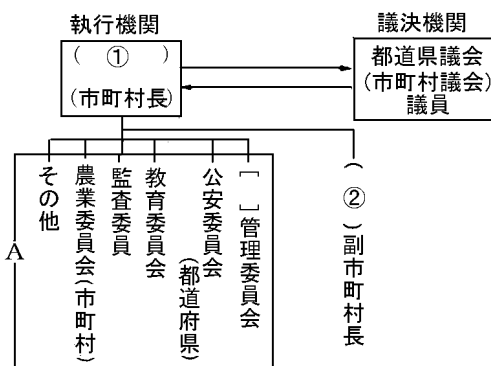 執行機関
( ① )
(市町村長)
議決機関
都道県議会
(市町村議会)
議員
A
その他
農業委員会(市町村)
監査委員
教育委員会
公安委員会
(都道府県)
[ ]管理委員会
( ② )副市町村長